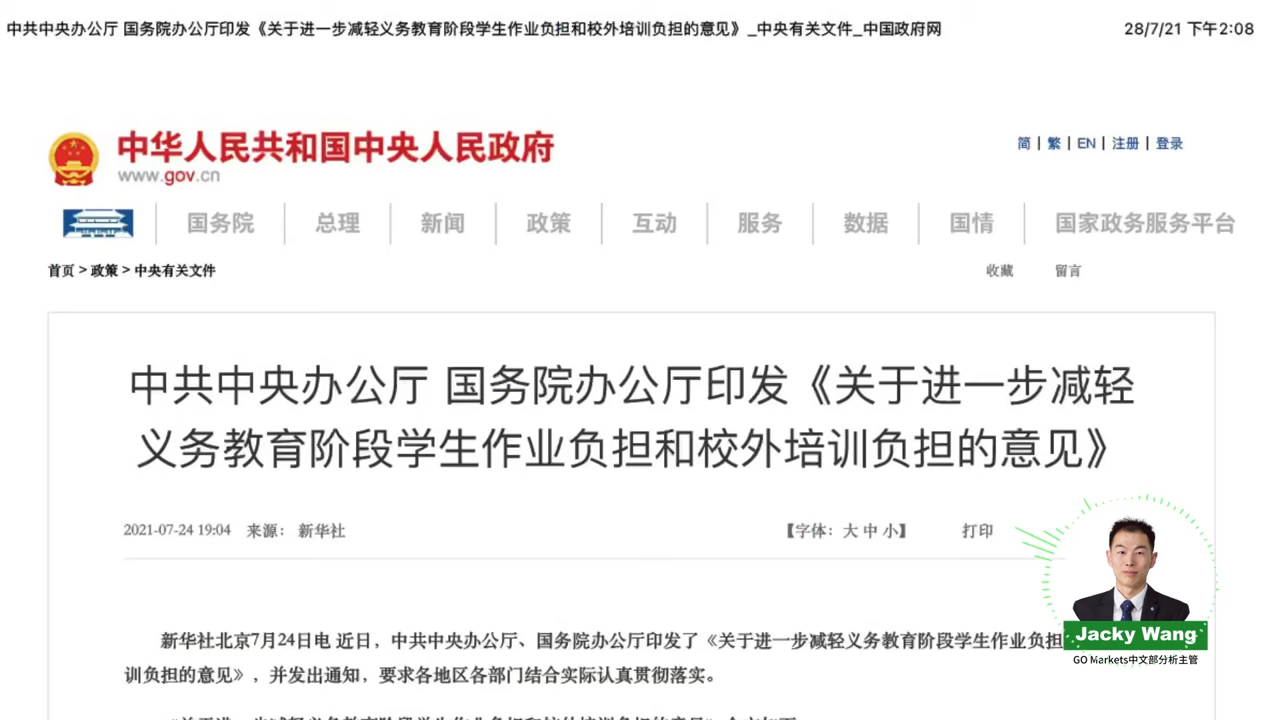 中共中央办公厅 国务院办公厅印发《关于进一步减轻义务教育阶段学生作业负担和校外培训负担的意见》_中央有关文件_中国政府网 28/7/21 下午2:08
中华人民共和国中央人民政府
www.gov.cn
简 | 繁 | EN | 注册 | 登录
国务院 总理 新闻 政策 互动 服务 数据 国情 国家政务服务平台
首页 > 政策 > 中央有关文件 收藏 留言
中共中央办公厅 国务院办公厅印发《关于进一步减轻
义务教育阶段学生作业负担和校外培训负担的意见》
2021-07-24 19:04 来源： 新华社 【字体：大 中 小】 打印
新华社北京7月24日电 近日，中共中央办公厅、国务院办公厅印发了《关于进一步减轻义务教育阶段学生作业负担
训负担的意见》，并发出通知，要求各地区各部门结合实际认真贯彻落实。
Jacky Wang
GO Markets中文部分析主管